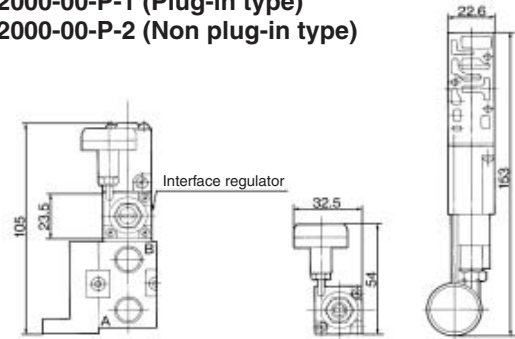 2000-00-P-1 (Plug-in type)
2000-00-P-2 (Non plug-in type)
22.6
Interface regulator
105
23.5
B
A
32.5
54
153